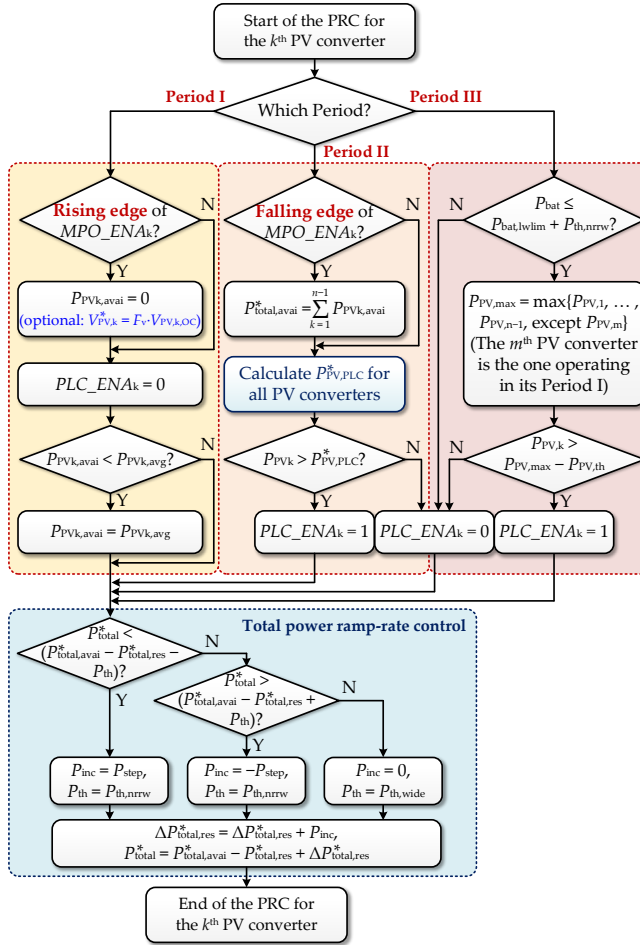 Start of the PRC for
the kth PV converter
Which Period?
Period I
Period III
Period II
Rising edge of
MPO_ENAk?
N
Y
PPVk,avai = 0
(optional: V*PV,k = Fv·VPV,k,OC)
PLC_ENAk = 0
PPVk,avai < PPVk,avg?
N
Y
PPVk,avai = PPVk,avg
Falling edge of
MPO_ENAk?
N
Y
P*total,avai = ∑ n−1 k = 1 PPVk,avai
Calculate P*PV,PLC for
all PV converters
PPVk > P*PV,PLC?
N
Y
PLC_ENAk = 1
PLC_ENAk = 0
Pbat ≤
Pbat,lwlim + Pth,nrrw?
N
Y
PPV,max = max{PPV,1, … ,
PPV,n−1, except PPV,m}
(The mth PV converter
is the one operating
in its Period I)
PPV,k >
PPV,max − PPV,th
N
Y
PLC_ENAk = 1
Total power ramp-rate control
P*total <
(P*total,avai − P*total,res −
Pth)?
N
Y
P*total >
(P*total,avai − P*total,res +
Pth)?
N
Y
Pinc = Pstep,
Pth = Pth,nrrw
Pinc = −Pstep,
Pth = Pth,nrrw
Pinc = 0,
Pth = Pth,wide
ΔP*total,res = ΔP*total,res + Pinc,
P*total = P*total,avai − P*total,res + ΔP*total,res
End of the PRC for
the kth PV converter